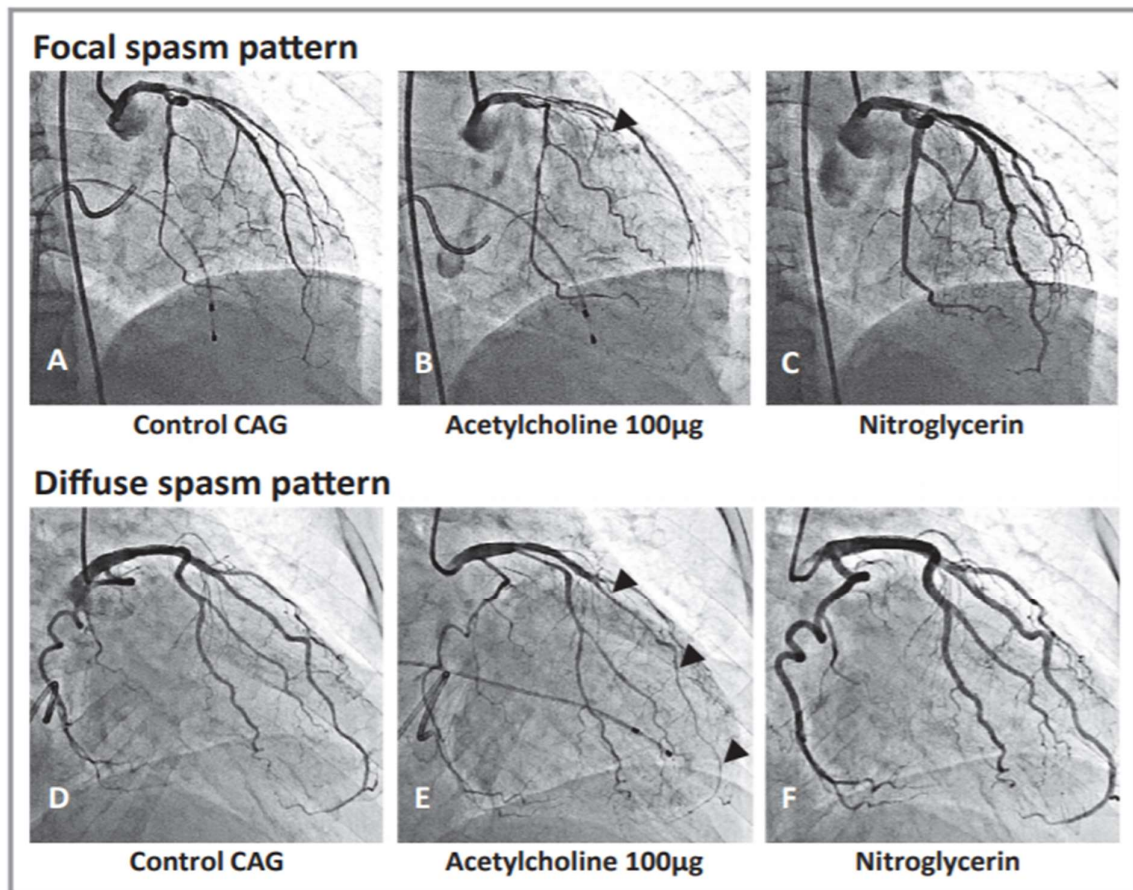 Focal spasm pattern
A
B
C
Control CAG
Acetylcholine 100μg
Nitroglycerin
Diffuse spasm pattern
D
E
F
Control CAG
Acetylcholine 100μg
Nitroglycerin